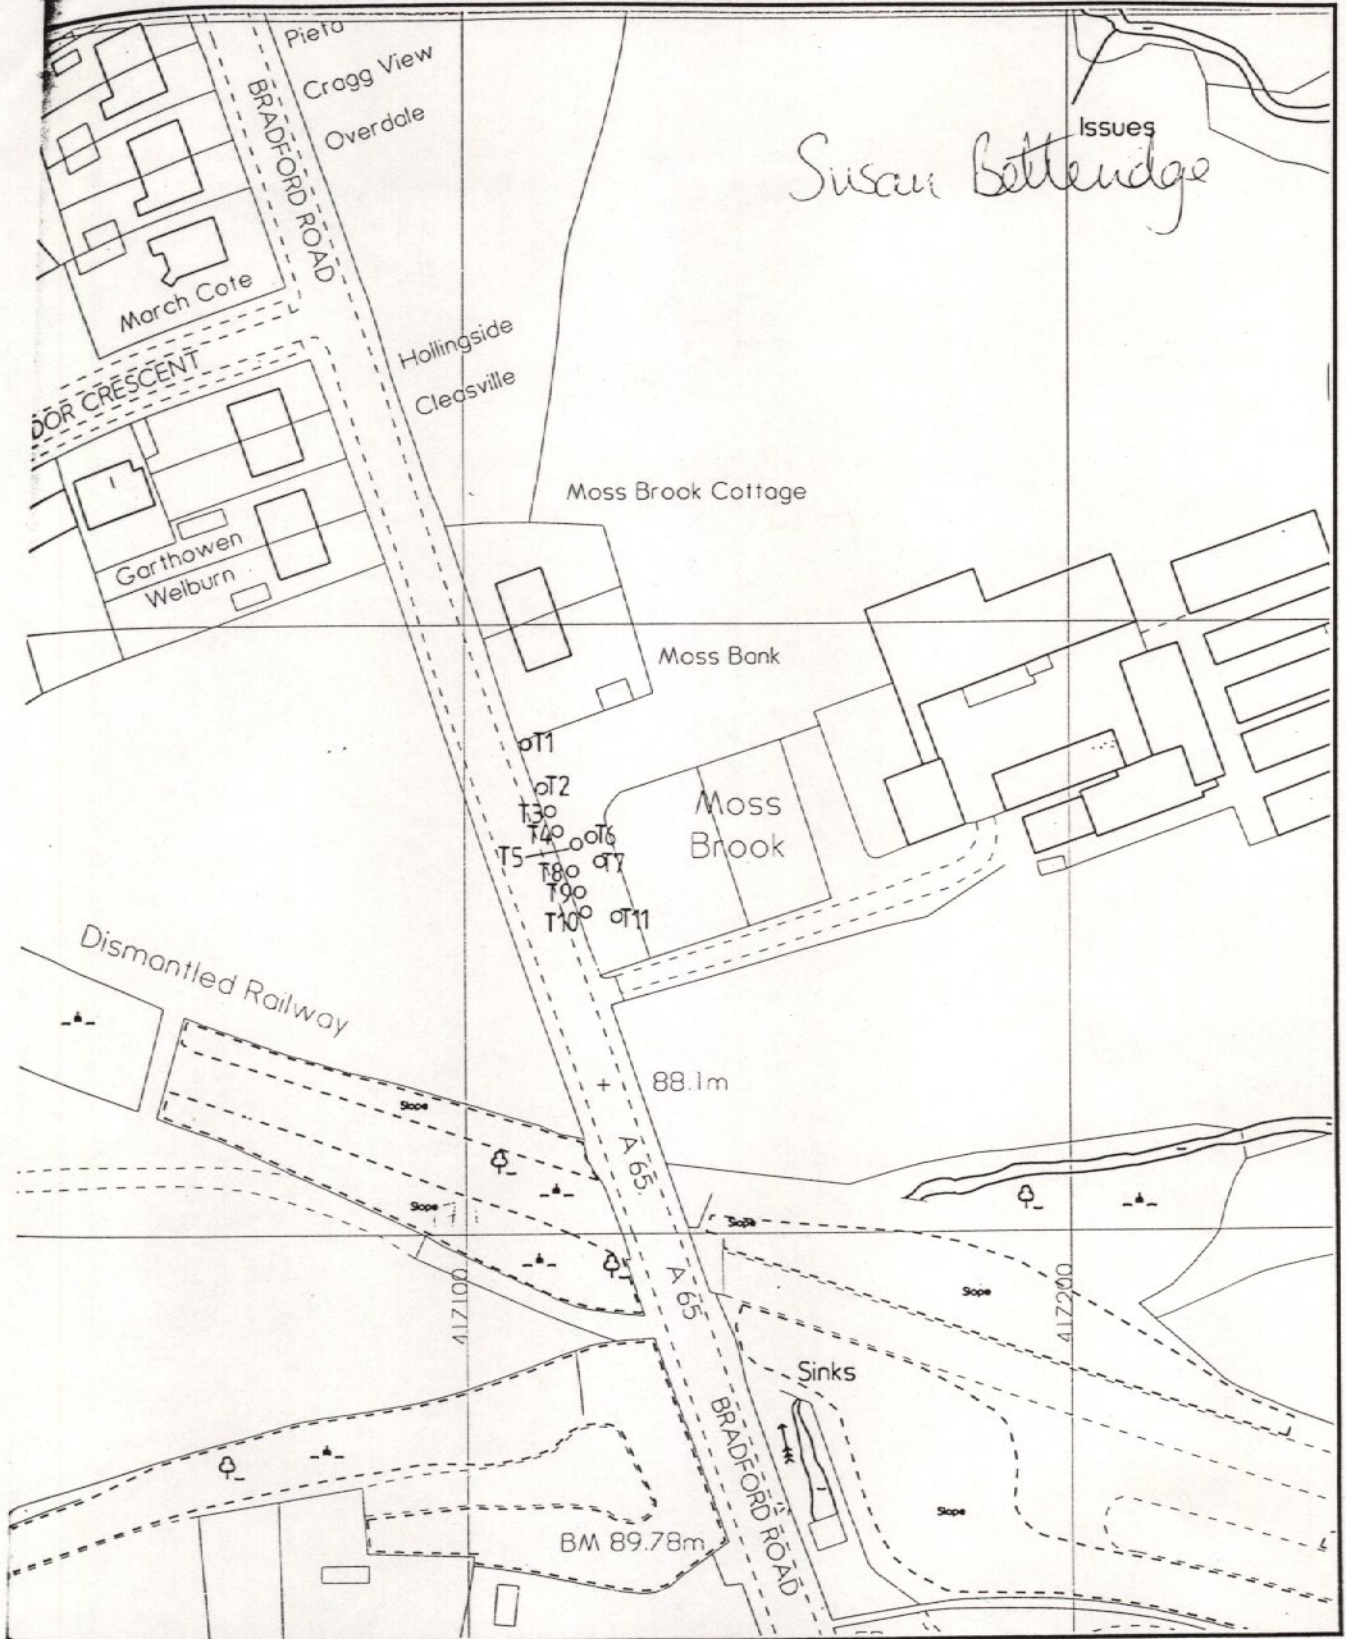 Pieta
Cragg View
Overdale
BRADFORD ROAD
Issues
Susan Betteridge
March Cote
Hollingside
Cleasville
DOOR CRESCENT
Moss Brook Cottage
Garthowen
Welburn
Moss Bank
T1
T2
T3
T4
T6
T5
T7
T8
T9
T10
T11
Moss
Brook
Dismantled Railway
88.1m
Slope
A 65
Slope
Slope
A 65
Slope
417100
417200
Sinks
BRADFORD ROAD
Slope
BM 89.78m